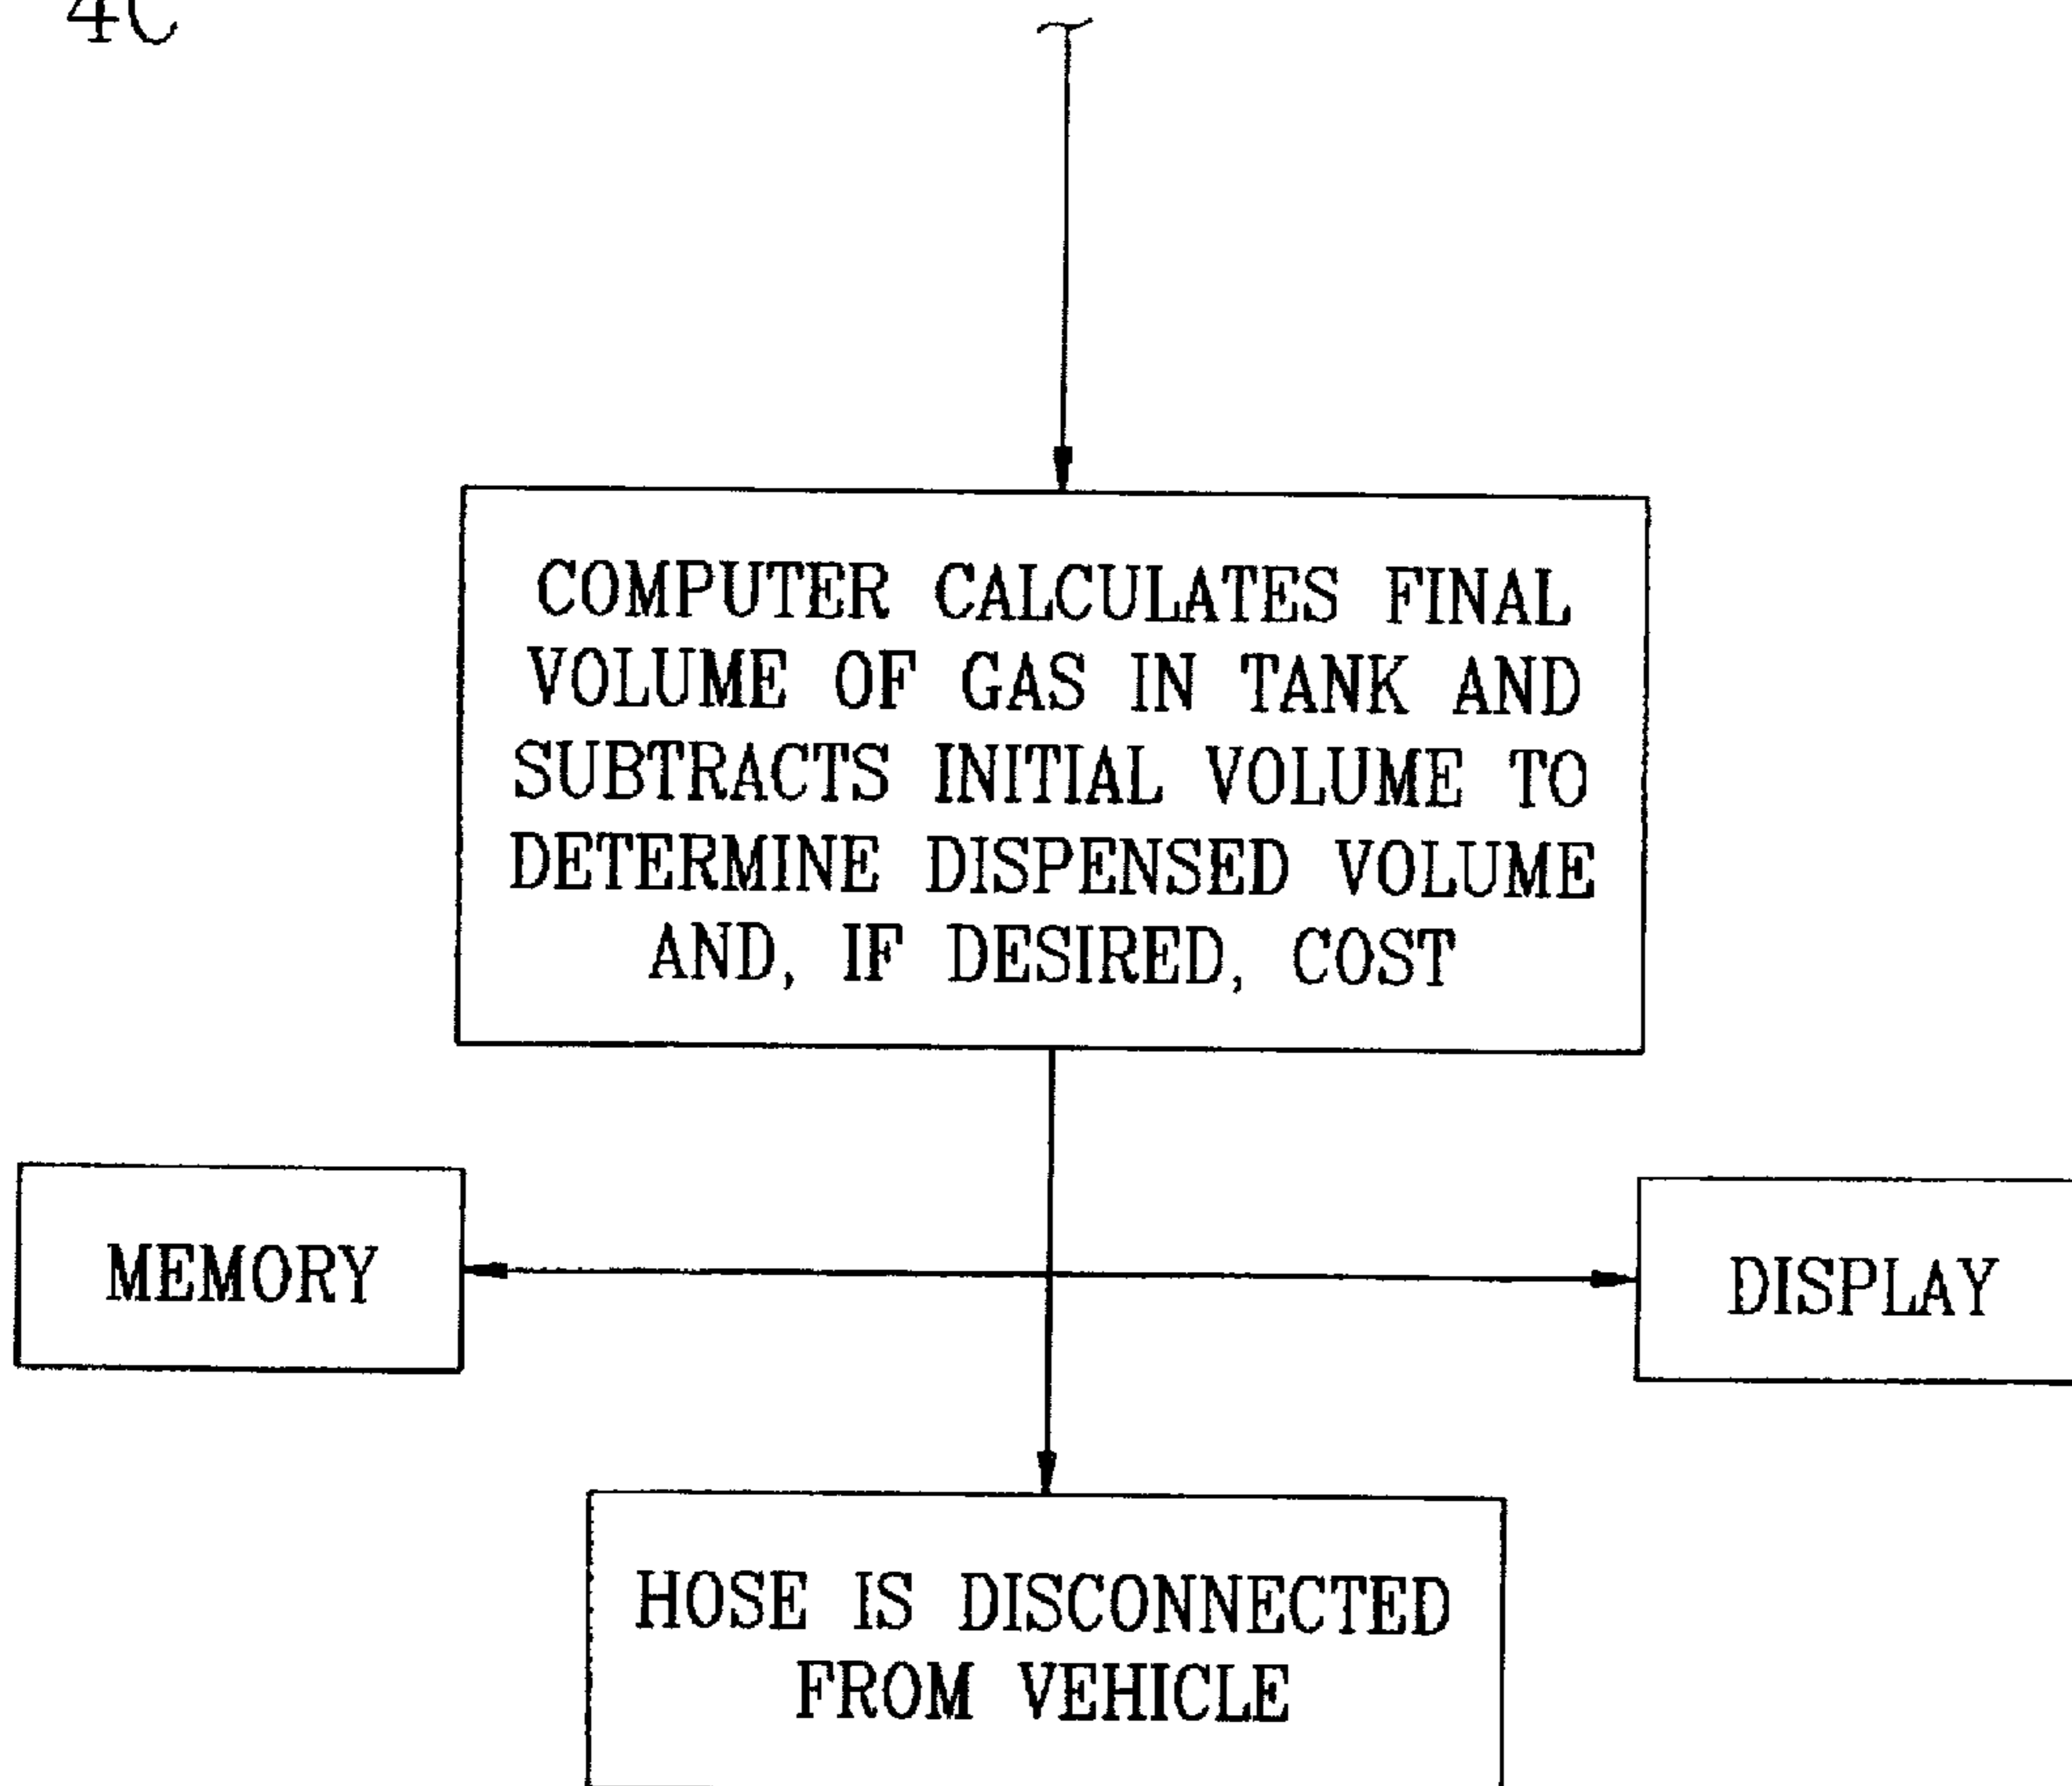 4C
COMPUTER CALCULATES FINAL
VOLUME OF GAS IN TANK AND
SUBTRACTS INITIAL VOLUME TO
DETERMINE DISPENSED VOLUME
AND, IF DESIRED, COST
MEMORY
DISPLAY
HOSE IS DISCONNECTED
FROM VEHICLE